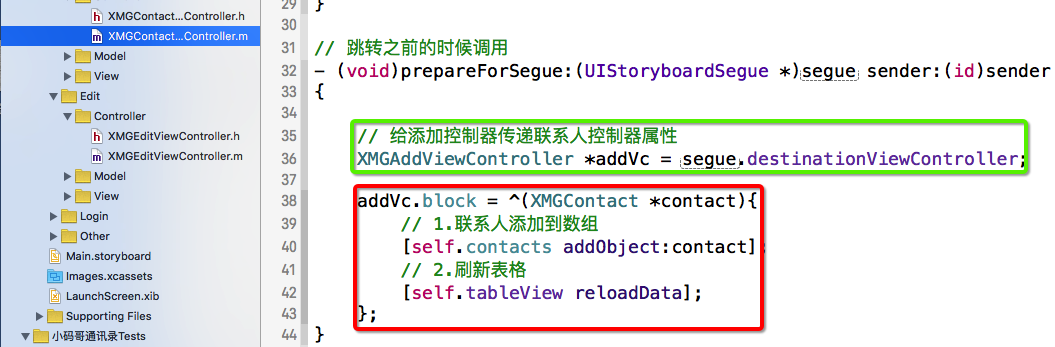 XMGContact...Controller.h
XMGContact...Controller.m
Model
View
Edit
Controller
XMGEditViewController.h
XMGEditViewController.m
Model
View
Login
Other
Main.storyboard
Images.xcassets
LaunchScreen.xib
Supporting Files
小码哥通讯录Tests
29 }
30
31 // 跳转之前的时候调用
32 - (void)prepareForSegue:(UIStoryboardSegue *)segue sender:(id)sender
33 {
34
35 // 给添加控制器传递联系人控制器属性
36 XMGAddViewController *addVc = segue.destinationViewController;
37
38 addVc.block = ^(XMGContact *contact){
39 // 1.联系人添加到数组
40 [self.contacts addObject:contact];
41 // 2.刷新表格
42 [self.tableView reloadData];
43 };
44 }